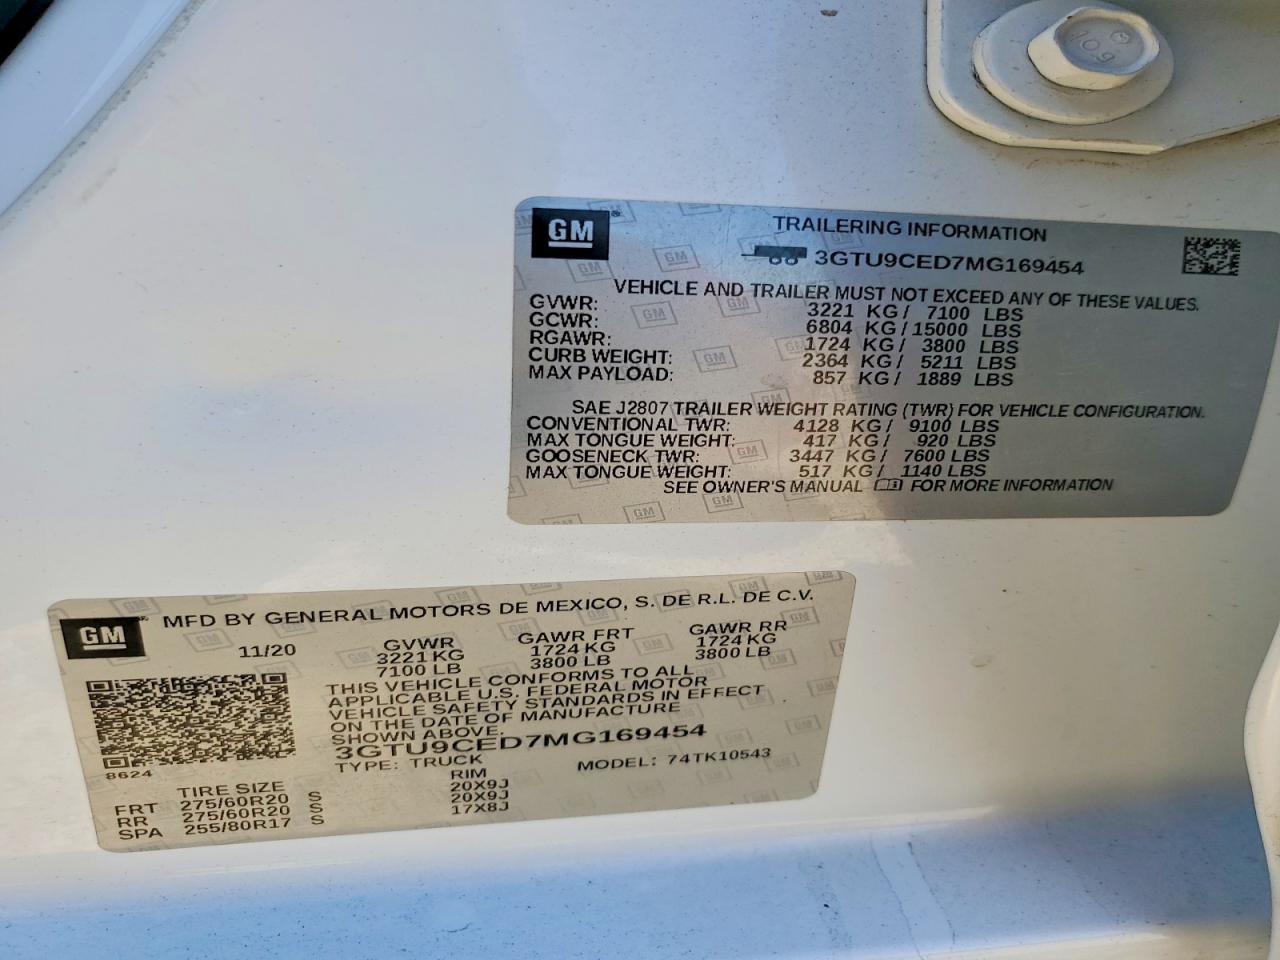 109
GM
TRAILERING INFORMATION
3GTU9CED7MG169454
VEHICLE AND TRAILER MUST NOT EXCEED ANY OF THESE VALUES.
GVWR: 3221 KG/ 7100 LBS
GCWR: 6804 KG/15000 LBS
RGAWR: 1724 KG/ 3800 LBS
CURB WEIGHT: 2364 KG/ 5211 LBS
MAX PAYLOAD: 857 KG/ 1889 LBS
SAE J2807 TRAILER WEIGHT RATING (TWR) FOR VEHICLE CONFIGURATION.
CONVENTIONAL TWR: 4128 KG/ 9100 LBS
MAX TONGUE WEIGHT: 417 KG/ 920 LBS
GOOSENECK TWR: 3447 KG/ 7600 LBS
MAX TONGUE WEIGHT: 517 KG/ 1140 LBS
SEE OWNER'S MANUAL FOR MORE INFORMATION
GM
MFD BY GENERAL MOTORS DE MEXICO, S. DE R.L. DE C.V.
11/20 GVWR GAWR FRT GAWR RR
3221 KG 1724 KG 1724 KG
7100 LB 3800 LB 3800 LB
THIS VEHICLE CONFORMS TO ALL
APPLICABLE U.S. FEDERAL MOTOR
VEHICLE SAFETY STANDARDS IN EFFECT
ON THE DATE OF MANUFACTURE
SHOWN ABOVE.
3GTU9CED7MG169454
8624 TYPE: TRUCK MODEL: 74TK10543
TIRE SIZE RIM
FRT 275/60R20 S 20X9J
RR 275/60R20 S 20X9J
SPA 255/80R17 S 17X8J